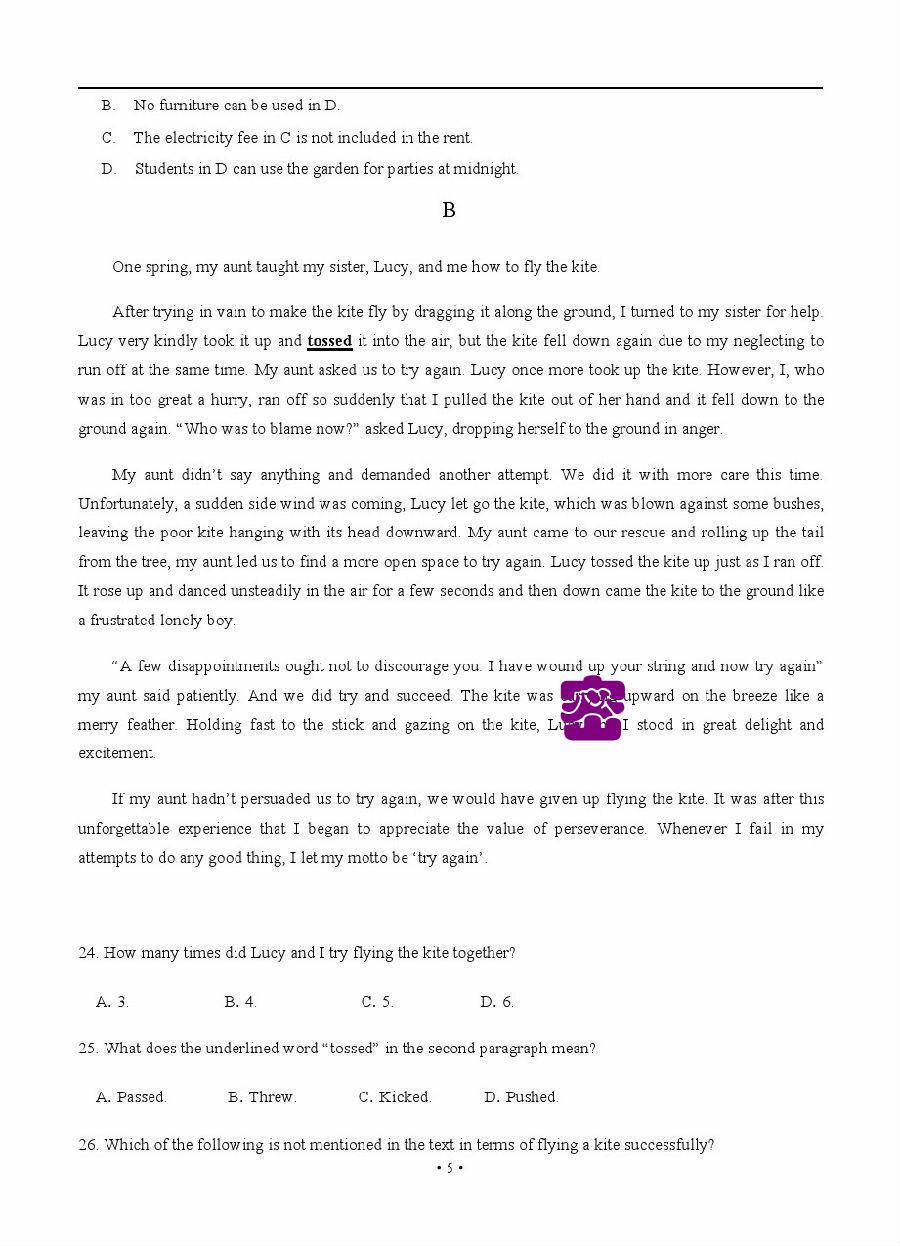 B. No furniture can be used in D.
C. The electricity fee in C is not included in the rent.
D. Students in D can use the garden for parties at midnight.
B
One spring, my aunt taught my sister, Lucy, and me how to fly the kite.
After trying in vain to make the kite fly by dragging it along the ground, I turned to my sister for help.
Lucy very kindly took it up and tossed it into the air, but the kite fell down again due to my neglecting to
run off at the same time. My aunt asked us to try again. Lucy once more took up the kite. However, I, who
was in too great a hurry, ran off so suddenly that I pulled the kite out of her hand and it fell down to the
ground again. “Who was to blame now?” asked Lucy, dropping herself to the ground in anger.
My aunt didn’t say anything and demanded another attempt. We did it with more care this time.
Unfortunately, a sudden side wind was coming, Lucy let go the kite, which was blown against some bushes,
leaving the poor kite hanging with its head downward. My aunt came to our rescue and rolling up the tail
from the tree, my aunt led us to find a more open space to try again. Lucy tossed the kite up just as I ran off.
It rose up and danced unsteadily in the air for a few seconds and then down came the kite to the ground like
a frustrated lonely boy.
“A few disappointments ought not to discourage you. I have wound up your string and now try again”
my aunt said patiently. And we did try and succeed. The kite was upward on the breeze like a
merry feather. Holding fast to the stick and gazing on the kite, I stood in great delight and
excitement.
If my aunt hadn’t persuaded us to try again, we would have given up flying the kite. It was after this
unforgettable experience that I began to appreciate the value of perseverance. Whenever I fail in my
attempts to do any good thing, I let my motto be ‘try again’.
24. How many times did Lucy and I try flying the kite together?
A. 3. B. 4. C. 5. D. 6.
25. What does the underlined word “tossed” in the second paragraph mean?
A. Passed. B. Threw. C. Kicked. D. Pushed.
26. Which of the following is not mentioned in the text in terms of flying a kite successfully?
• 5 •